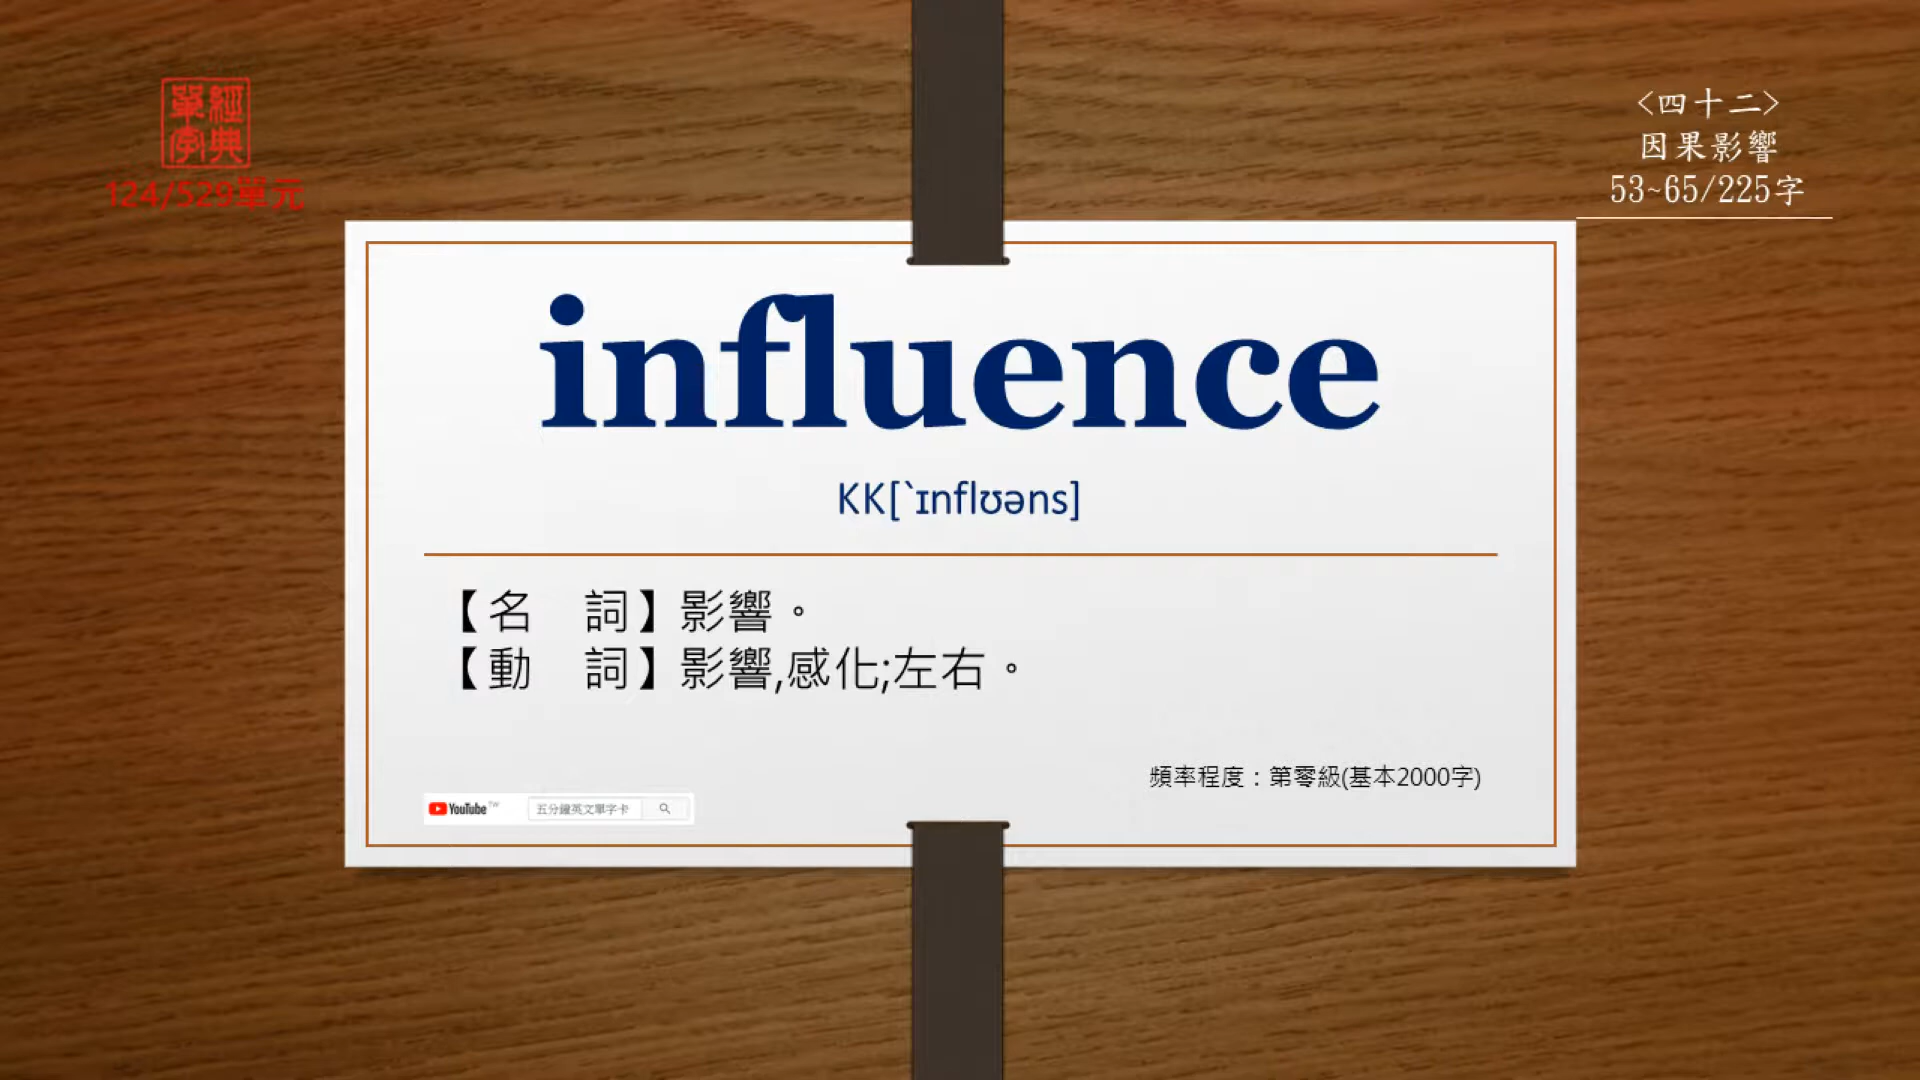 經典
單字
124/529單元
<四十二>
因果影響
53~65/225字
influence
KK[ˋɪnflʊəns]
【名　詞】影響。
【動　詞】影響,感化;左右。
頻率程度：第零級(基本2000字)
YouTube TW 五分鐘英文單字卡